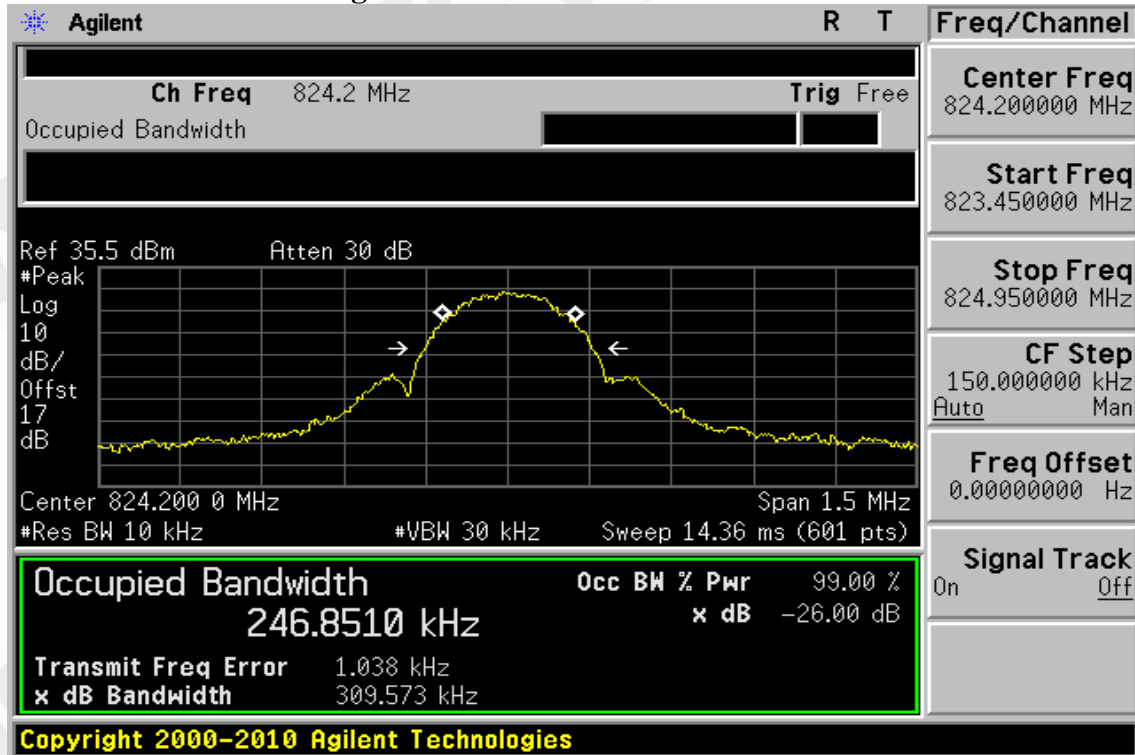 Agilent R T Freq/Channel
Ch Freq 824.2 MHz Trig Free
Occupied Bandwidth
Center Freq
824.200000 MHz
Start Freq
823.450000 MHz
Stop Freq
824.950000 MHz
CF Step
150.000000 kHz
Auto Man
Freq Offset
0.00000000 Hz
Signal Track
On Off
Ref 35.5 dBm Atten 30 dB
#Peak
Log
10
dB/
Offst
17
dB
Center 824.200 0 MHz Span 1.5 MHz
#Res BW 10 kHz #VBW 30 kHz Sweep 14.36 ms (601 pts)
Occupied Bandwidth Occ BW % Pwr 99.00 %
246.8510 kHz x dB -26.00 dB
Transmit Freq Error 1.038 kHz
x dB Bandwidth 309.573 kHz
Copyright 2000-2010 Agilent Technologies